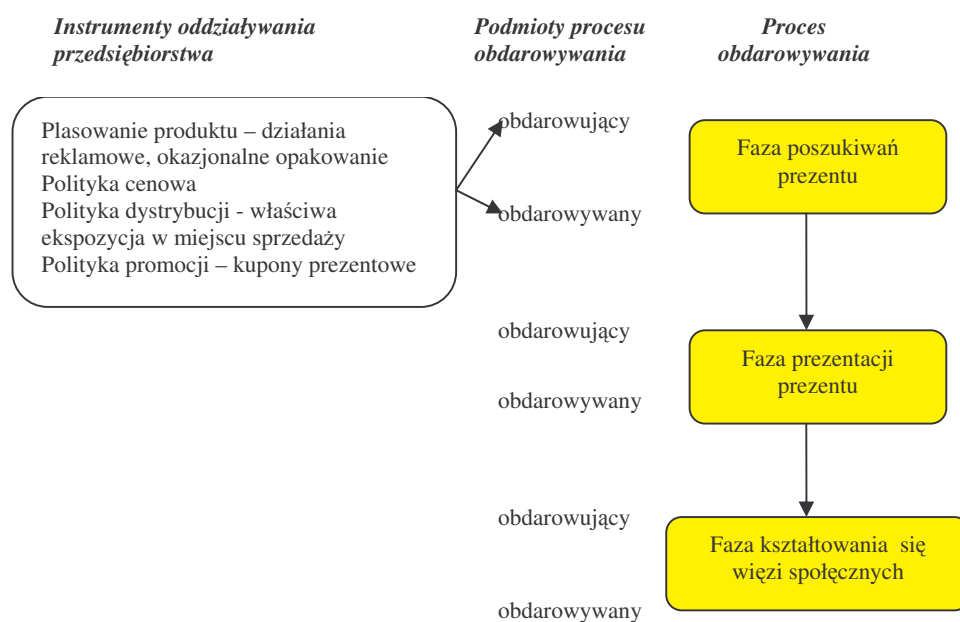 Instrumenty oddziaływania
przedsiębiorstwa
Podmioty procesu
obdarowywania
Proces
obdarowywania
Plasowanie produktu – działania
reklamowe, okazjonalne opakowanie
Polityka cenowa
Polityka dystrybucji - właściwa
ekspozycja w miejscu sprzedaży
Polityka promocji – kupony prezentowe
obdarowujący
obdarowywany
Faza poszukiwań
prezentu
obdarowujący
obdarowywany
Faza prezentacji
prezentu
obdarowujący
obdarowywany
Faza kształtowania się
więzi społęcznych